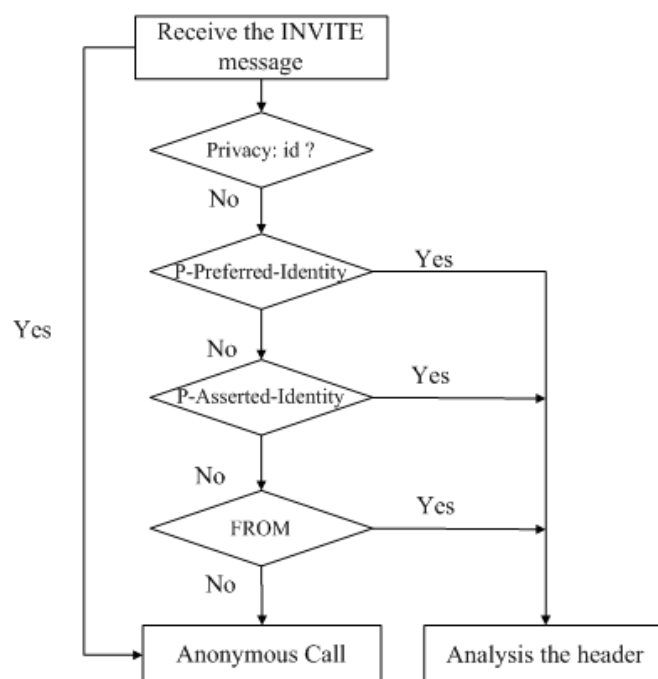 Receive the INVITE
message
Privacy: id ?
No
P-Preferred-Identity
Yes
Yes
No
P-Asserted-Identity
Yes
No
FROM
Yes
No
Anonymous Call
Analysis the header